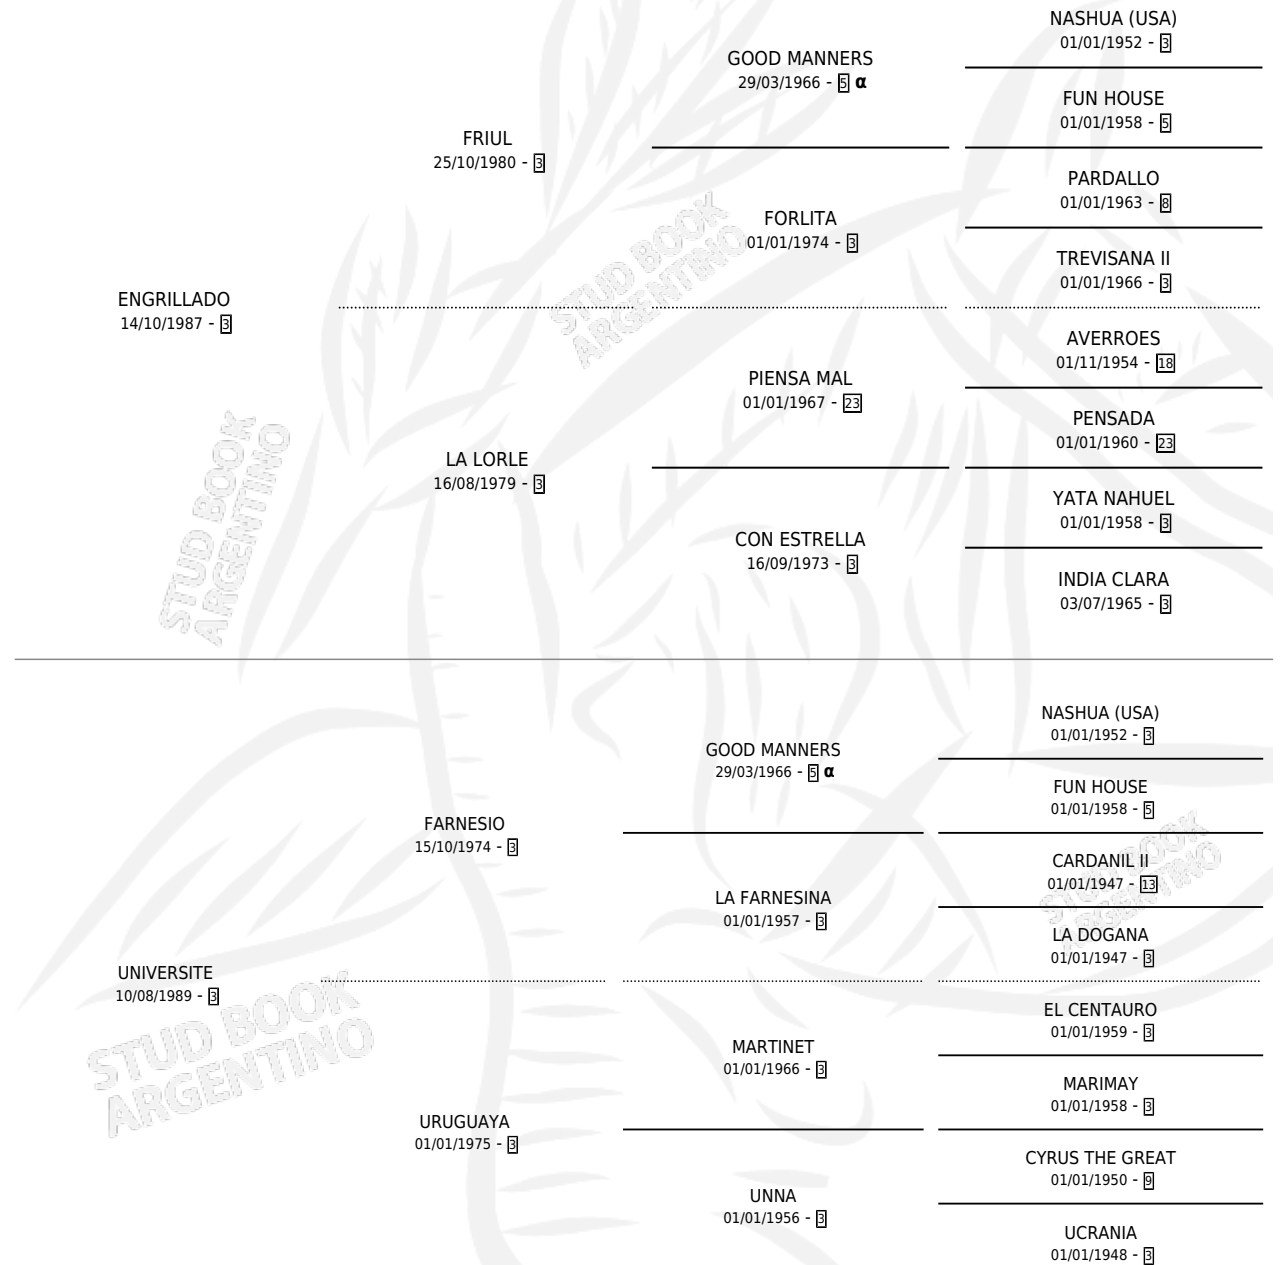 NASHUA (USA)
01/01/1952 - 3
GOOD MANNERS
29/03/1966 - 5 α
FUN HOUSE
01/01/1958 - 5
FRIUL
25/10/1980 - 3
PARDALLO
01/01/1963 - 8
FORLITA
01/01/1974 - 3
TREVISANA II
01/01/1966 - 3
ENGRILLADO
14/10/1987 - 3
AVERROES
01/11/1954 - 18
PIENSA MAL
01/01/1967 - 23
PENSADA
01/01/1960 - 23
LA LORLE
16/08/1979 - 3
YATA NAHUEL
01/01/1958 - 3
CON ESTRELLA
16/09/1973 - 3
INDIA CLARA
03/07/1965 - 3
STUD BOOK
ARGENTINO
STUD BOOK
ARGENTINO
NASHUA (USA)
01/01/1952 - 3
GOOD MANNERS
29/03/1966 - 5 α
FUN HOUSE
01/01/1958 - 5
FARNESIO
15/10/1974 - 3
CARDANIL II
01/01/1947 - 13
LA FARNESINA
01/01/1957 - 3
LA DOGANA
01/01/1947 - 3
UNIVERSITE
10/08/1989 - 3
EL CENTAURO
01/01/1959 - 3
MARTINET
01/01/1966 - 3
MARIMAY
01/01/1958 - 3
URUGUAYA
01/01/1975 - 3
CYRUS THE GREAT
01/01/1950 - 9
UNNA
01/01/1956 - 3
UCRANIA
01/01/1948 - 3
STUD BOOK
ARGENTINO
STUD BOOK
ARGENTINO